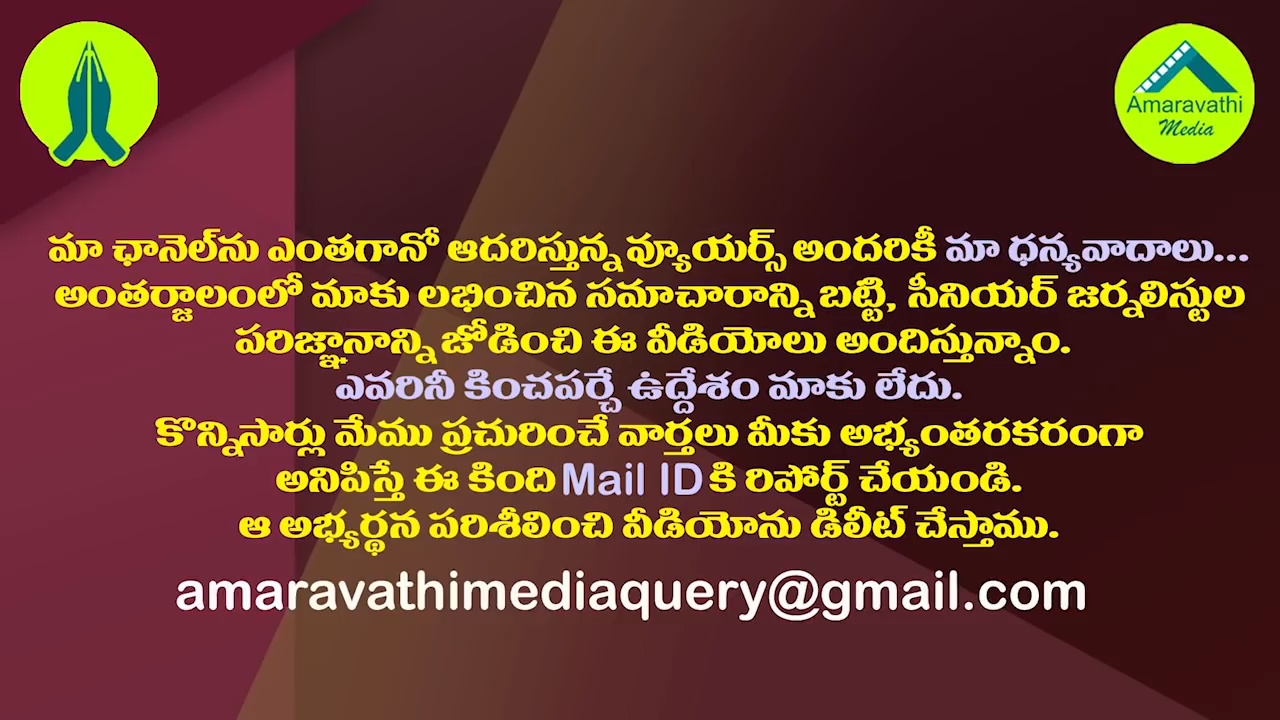 Amaravathi
Media
మా ఛానెల్‌ను ఎంతగానో ఆదరిస్తున్న వ్యూయర్స్ అందరికీ మా ధన్యవాదాలు...
అంతర్జాలంలో మాకు లభించిన సమాచారాన్ని బట్టి, సీనియర్ జర్నలిస్టుల
పరిజ్ఞానాన్ని జోడించి ఈ వీడియోలు అందిస్తున్నాం.
ఎవరినీ కించపర్చే ఉద్దేశం మాకు లేదు.
కొన్నిసార్లు మేము ప్రచురించే వార్తలు మీకు అభ్యంతరకరంగా
అనిపిస్తే ఈ కింది Mail ID కి రిపోర్ట్ చేయండి.
ఆ అభ్యర్థన పరిశీలించి వీడియోను డిలీట్ చేస్తాము.
amaravathimediaquery@gmail.com